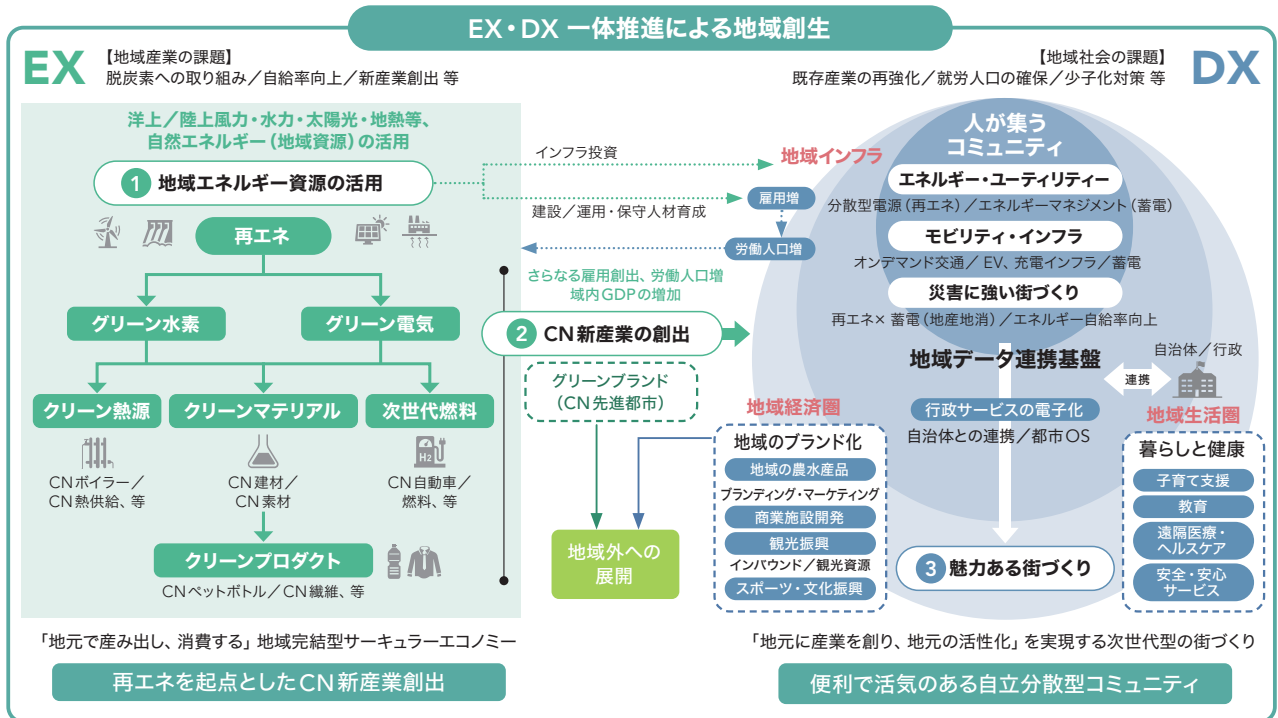 EX・DX 一体推進による地域創生
EX
【地域産業の課題】
脱炭素への取り組み／自給率向上／新産業創出 等
【地域社会の課題】
既存産業の再強化／就労人口の確保／少子化対策 等
DX
洋上／陸上風力・水力・太陽光・地熱等、
自然エネルギー（地域資源）の活用
1 地域エネルギー資源の活用
再エネ
グリーン水素
グリーン電気
クリーン熱源
クリーンマテリアル
次世代燃料
H2
CNボイラー／
CN熱供給、等
CN建材／
CN素材
CN自動車／
燃料、等
クリーンプロダクト
CNペットボトル／CN繊維、等
「地元で産み出し、消費する」地域完結型サーキュラーエコノミー
再エネを起点としたCN新産業創出
インフラ投資
地域インフラ
建設／運用・保守人材育成
雇用増
労働人口増
さらなる雇用創出、労働人口増
域内GDPの増加
2 CN新産業の創出
グリーンブランド
（CN先進都市）
地域外への
展開
人が集う
コミュニティ
エネルギー・ユーティリティー
分散型電源（再エネ）／エネルギーマネジメント（蓄電）
モビリティ・インフラ
オンデマンド交通／EV、充電インフラ／蓄電
災害に強い街づくり
再エネ×蓄電（地産地消）／エネルギー自給率向上
地域データ連携基盤
連携
自治体／行政
行政サービスの電子化
自治体との連携／都市OS
地域経済圏
地域のブランド化
地域の農水産品
ブランディング・マーケティング
商業施設開発
観光振興
インバウンド／観光資源
スポーツ・文化振興
3 魅力ある街づくり
地域生活圏
暮らしと健康
子育て支援
教育
遠隔医療・
ヘルスケア
安全・安心
サービス
「地元に産業を創り、地元の活性化」を実現する次世代型の街づくり
便利で活気のある自立分散型コミュニティ